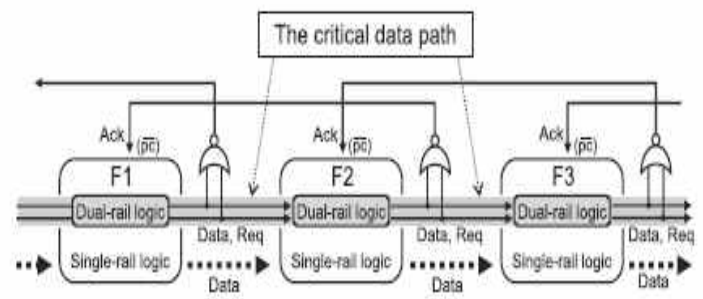 The critical data path
Ack (pc) Ack (pc) Ack (pc)
F1 F2 F3
Dual-rail logic Dual-rail logic Dual-rail logic
Data, Req Data, Req Data, Req
Single-rail logic Single-rail logic Single-rail logic
Data Data Data